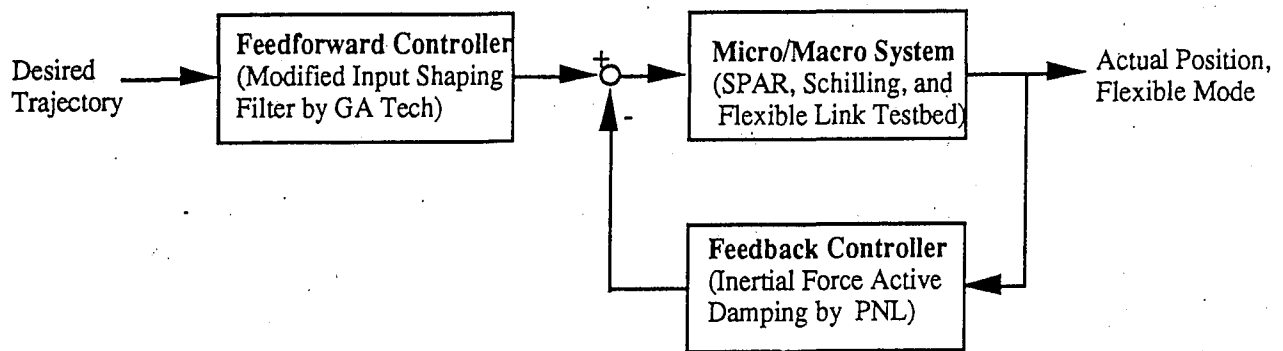 Desired
Trajectory
Feedforward Controller
(Modified Input Shaping
Filter by GA Tech)
+
-
Micro/Macro System
(SPAR, Schilling, and
Flexible Link Testbed)
Actual Position,
Flexible Mode
Feedback Controller
(Inertial Force Active
Damping by PNL)